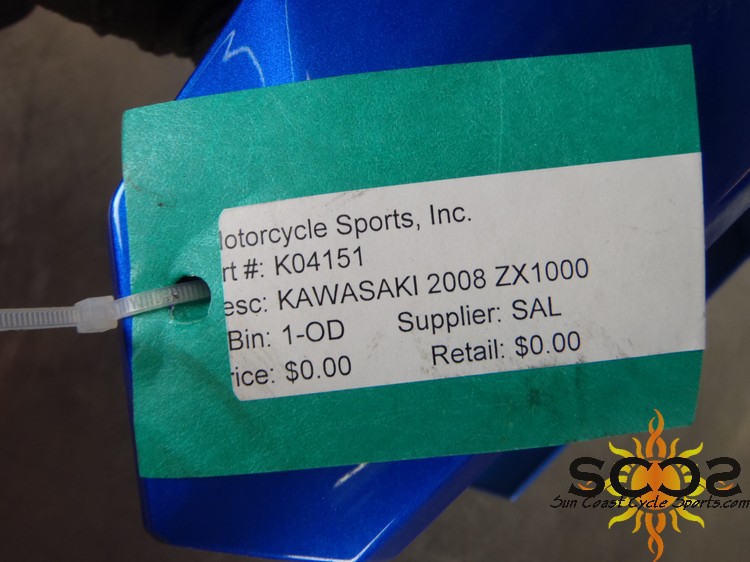 otorcycle Sports, Inc.
rt #: K04151
esc: KAWASAKI 2008 ZX1000
Bin: 1-OD Supplier: SAL
rice: $0.00 Retail: $0.00
SCCS
Sun Coast Cycle Sports.com